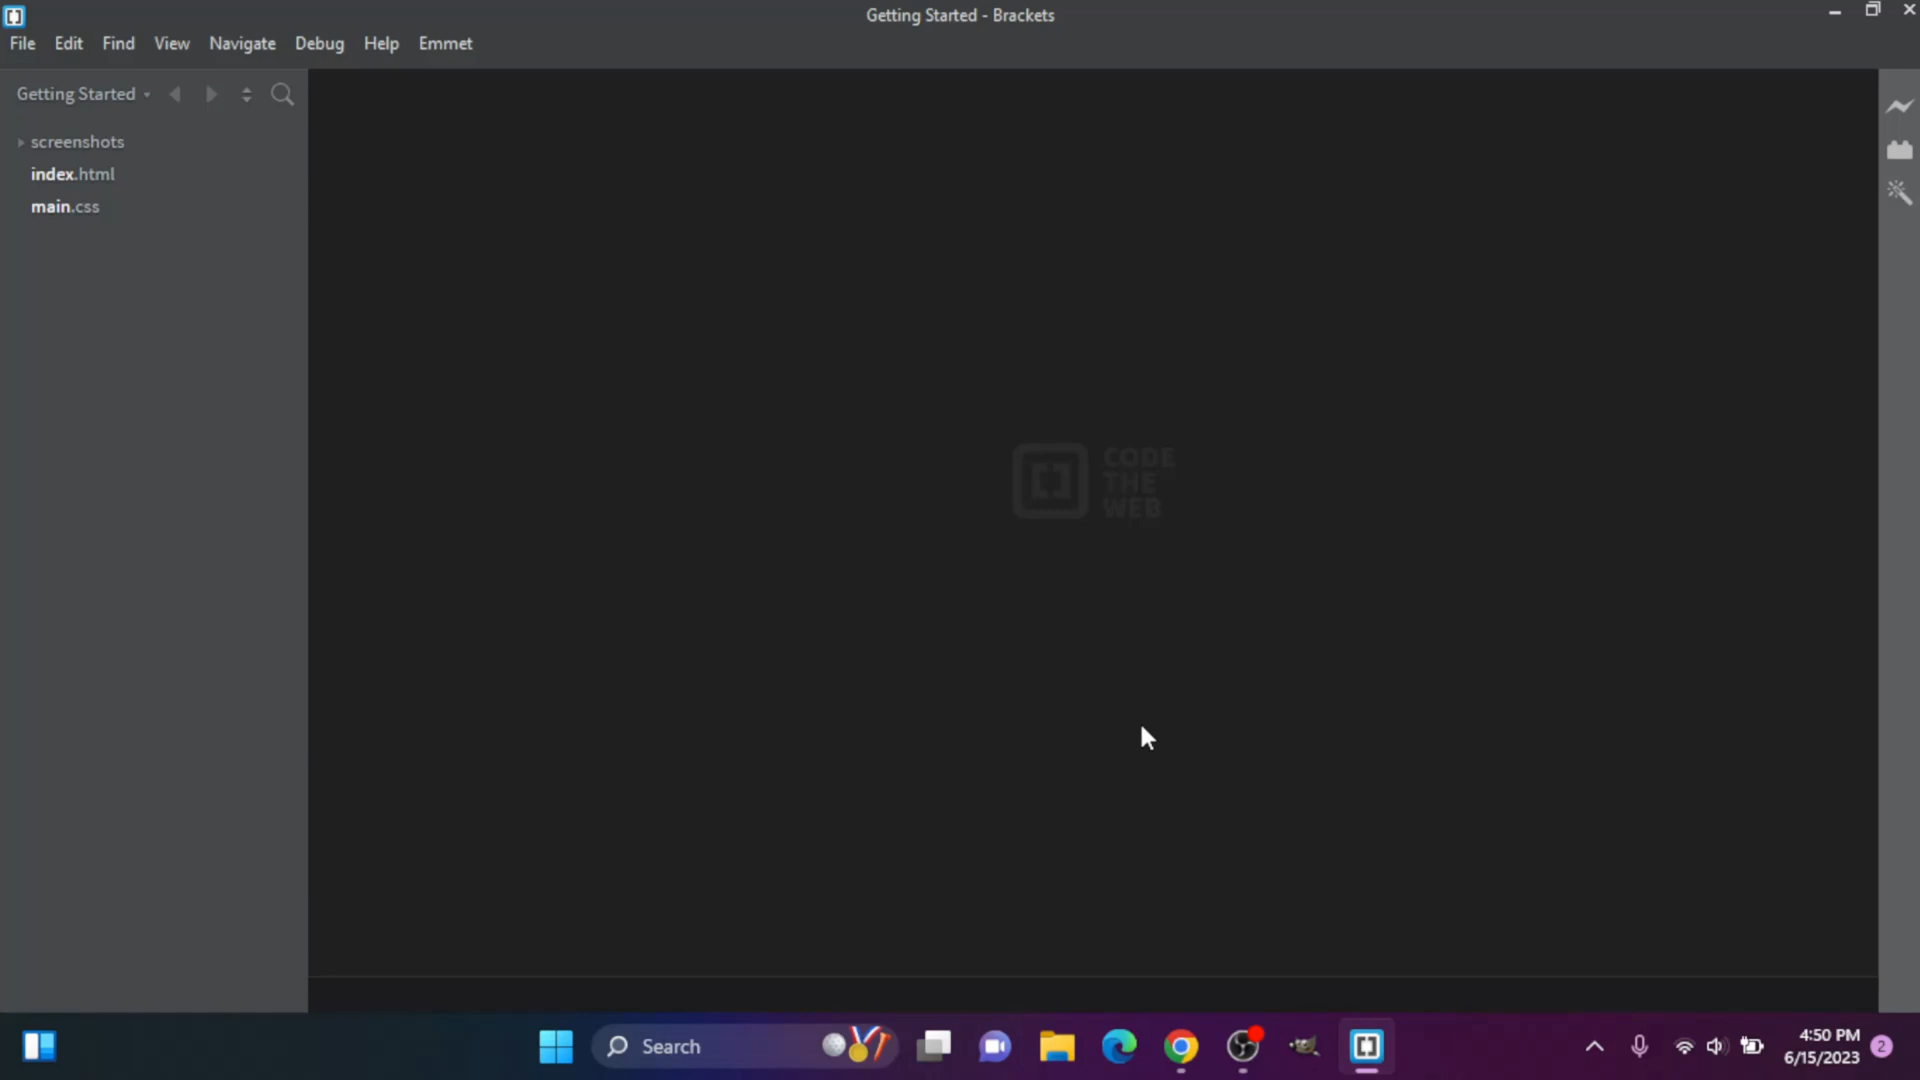 Getting Started - Brackets
File Edit Find View Navigate Debug Help Emmet
Getting Started
screenshots
index.html
main.css
CODE
THE
WEB
Search
4:50 PM
6/15/2023
2